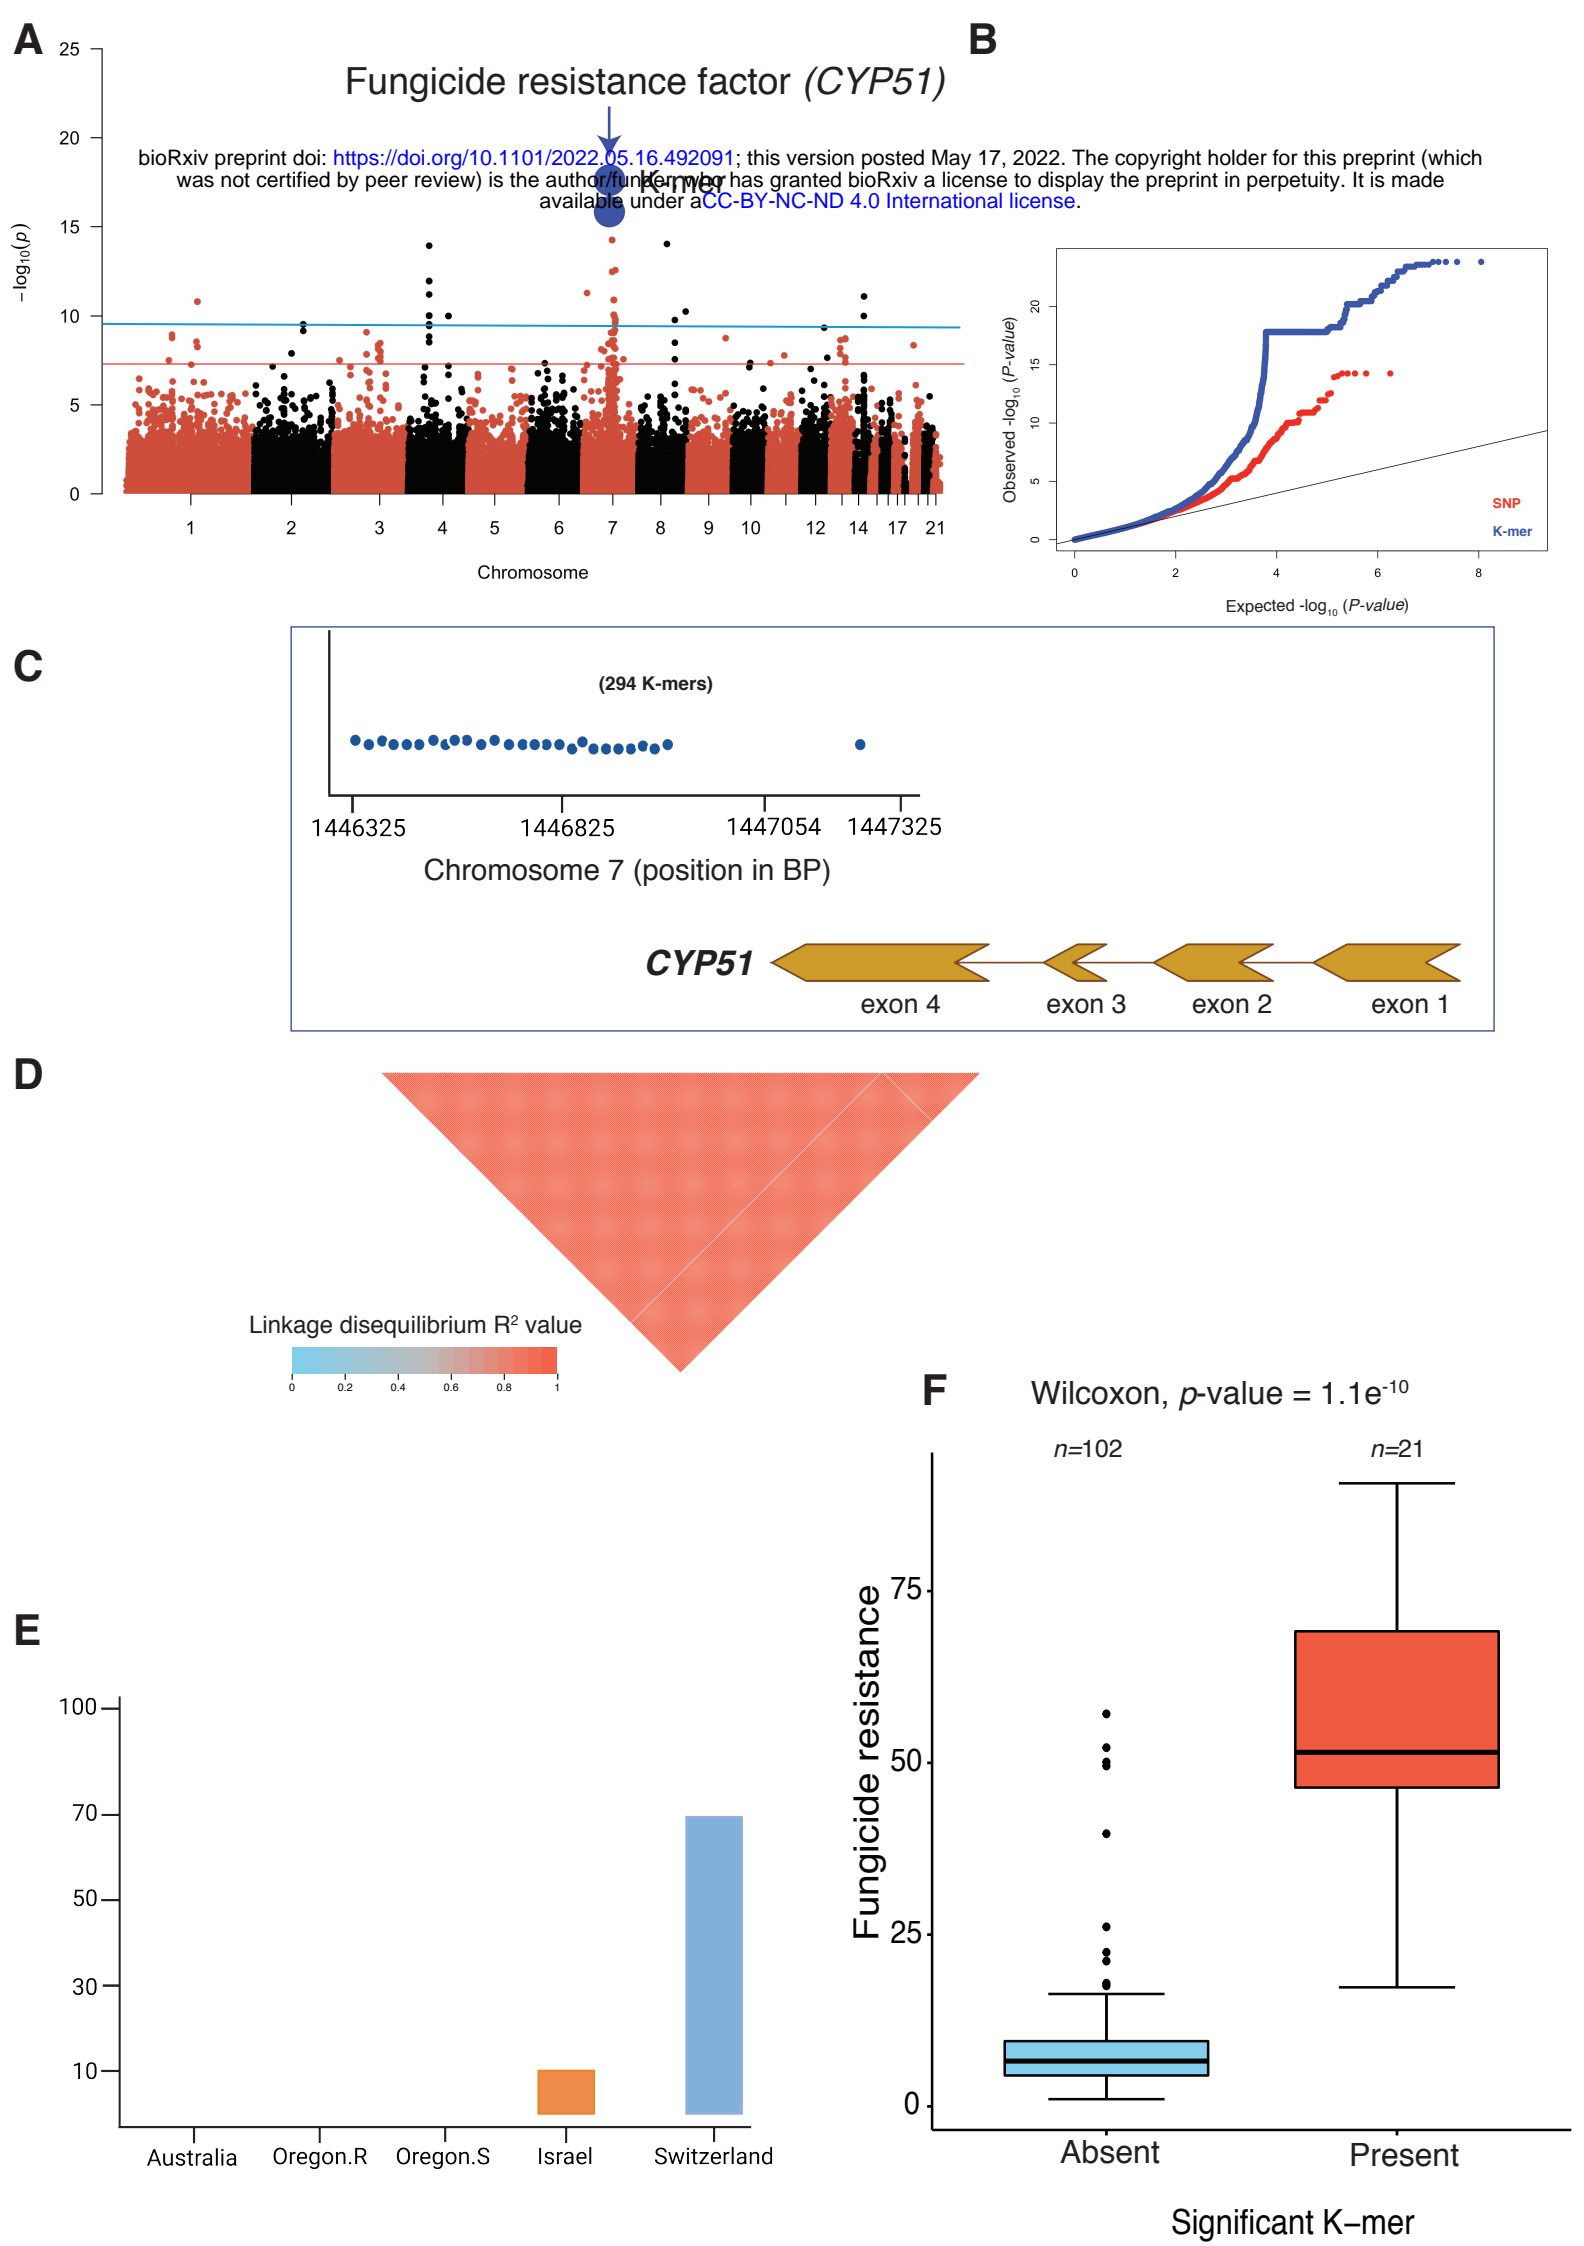 A
B
25
20
15
10
5
0
−log10(p)
Fungicide resistance factor (CYP51)
K-mer
bioRxiv preprint doi: https://doi.org/10.1101/2022.05.16.492091; this version posted May 17, 2022. The copyright holder for this preprint (which
was not certified by peer review) is the author/funder, who has granted bioRxiv a license to display the preprint in perpetuity. It is made
available under aCC-BY-NC-ND 4.0 International license.
1 2 3 4 5 6 7 8 9 10 12 14 17 21
Chromosome
Observed -log10 (P-value)
20
15
10
5
0
SNP
K-mer
0 2 4 6 8
Expected -log10 (P-value)
C
(294 K-mers)
1446325 1446825 1447054 1447325
Chromosome 7 (position in BP)
CYP51
exon 4 exon 3 exon 2 exon 1
D
Linkage disequilibrium R² value
0 0.2 0.4 0.6 0.8 1
F
Wilcoxon, p-value = 1.1e⁻¹⁰
n=102 n=21
Fungicide resistance
75
50
25
0
Absent Present
Significant K−mer
E
100
70
50
30
10
Australia Oregon.R Oregon.S Israel Switzerland